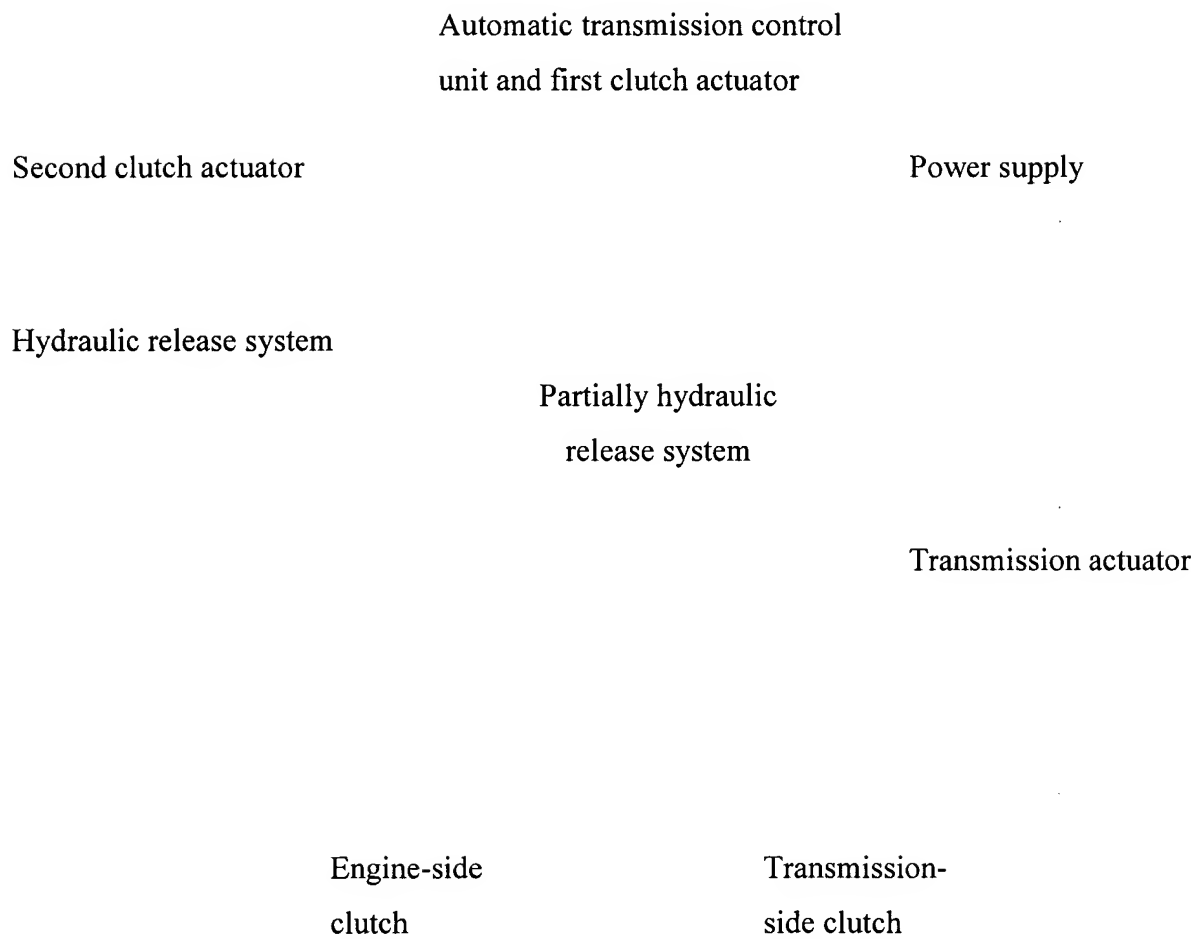 Automatic transmission control
unit and first clutch actuator
Second clutch actuator
Power supply
Hydraulic release system
Partially hydraulic
release system
Transmission actuator
Engine-side
clutch
Transmission-
side clutch